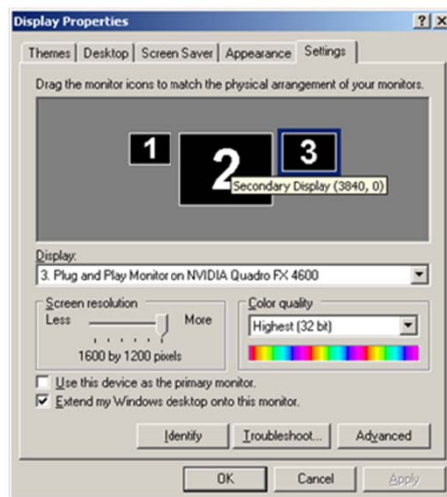 Display Properties
Themes Desktop Screen Saver Appearance Settings
Drag the monitor icons to match the physical arrangement of your monitors.
1 2 3
Secondary Display (3840, 0)
Display:
3. Plug and Play Monitor on NVIDIA Quadro FX 4600
Screen resolution Color quality
Less More Highest (32 bit)
1600 by 1200 pixels
Use this device as the primary monitor.
Extend my Windows desktop onto this monitor.
Identify Troubleshoot... Advanced
OK Cancel Apply